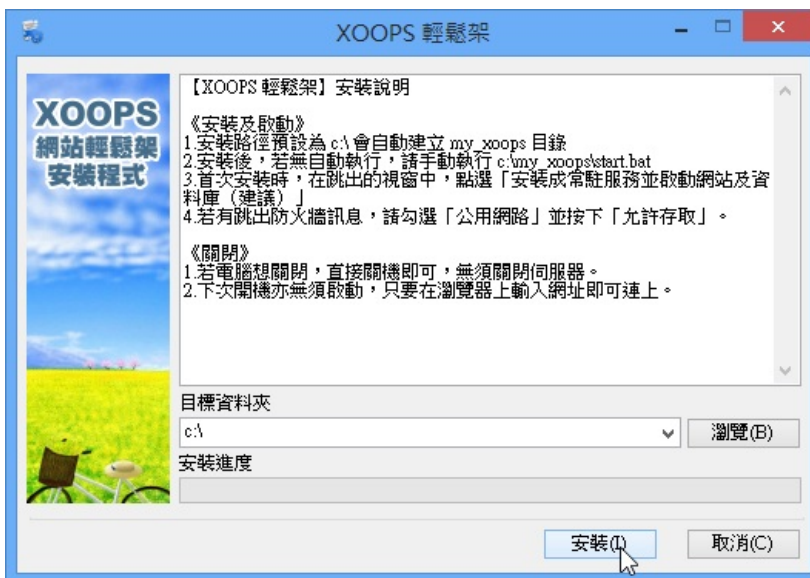 XOOPS 輕鬆架
XOOPS
網站輕鬆架
安裝程式
【XOOPS 輕鬆架】安裝說明
《安裝及啟動》
1.安裝路徑預設為 c:\ 會自動建立 my_xoops 目錄
2.安裝後，若無自動執行，請手動執行 c:\my_xoops\start.bat
3.首次安裝時，在跳出的視窗中，點選「安裝成常駐服務並啟動網站及資
料庫（建議）」
4.若有跳出防火牆訊息，請勾選「公用網路」並按下「允許存取」。
《關閉》
1.若電腦想關閉，直接關機即可，無須關閉伺服器。
2.下次開機亦無須啟動，只要在瀏覽器上輸入網址即可連上。
目標資料夾
c:\
瀏覽(B)
安裝進度
安裝(I)
取消(C)